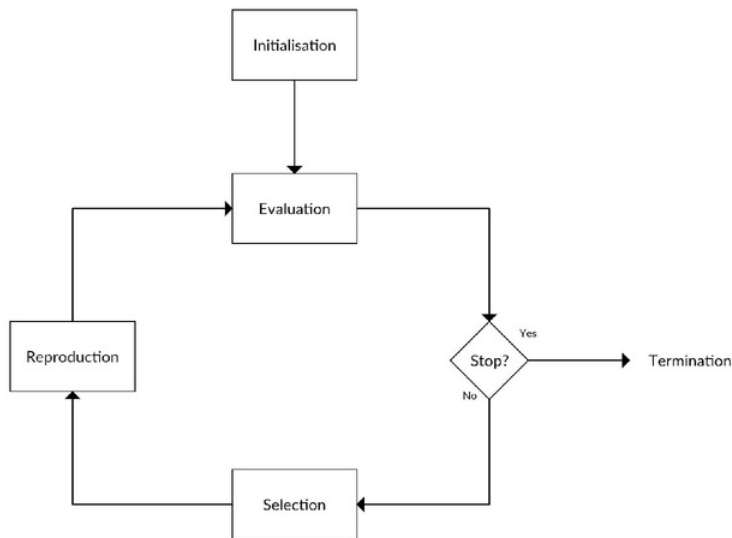 Initialisation
Evaluation
Yes
Reproduction
Stop?
Termination
No
Selection